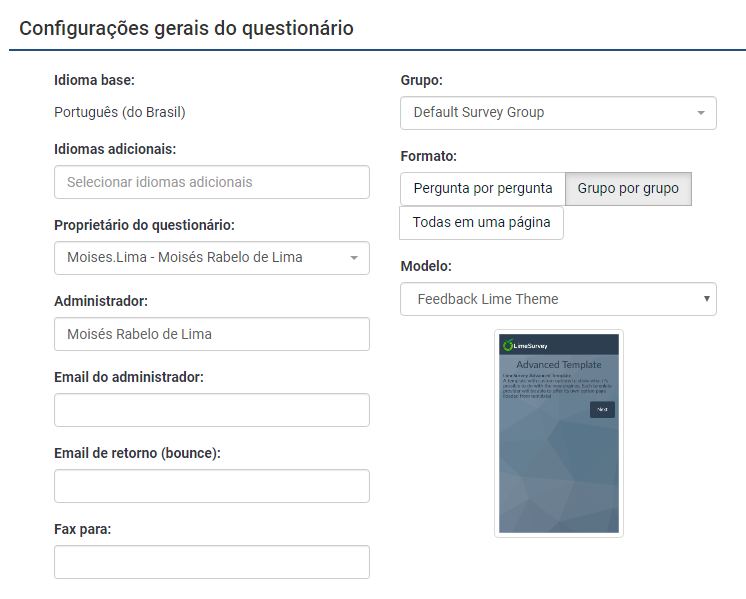 Configurações gerais do questionário
Idioma base:
Português (do Brasil)
Idiomas adicionais:
Selecionar idiomas adicionais
Proprietário do questionário:
Moises.Lima - Moisés Rabelo de Lima
Administrador:
Moisés Rabelo de Lima
Email do administrador:
Email de retorno (bounce):
Fax para:
Grupo:
Default Survey Group
Formato:
Pergunta por pergunta
Grupo por grupo
Todas em uma página
Modelo:
Feedback Lime Theme
LimeSurvey
Advanced Template
LimeSurvey Advanced Template
Next